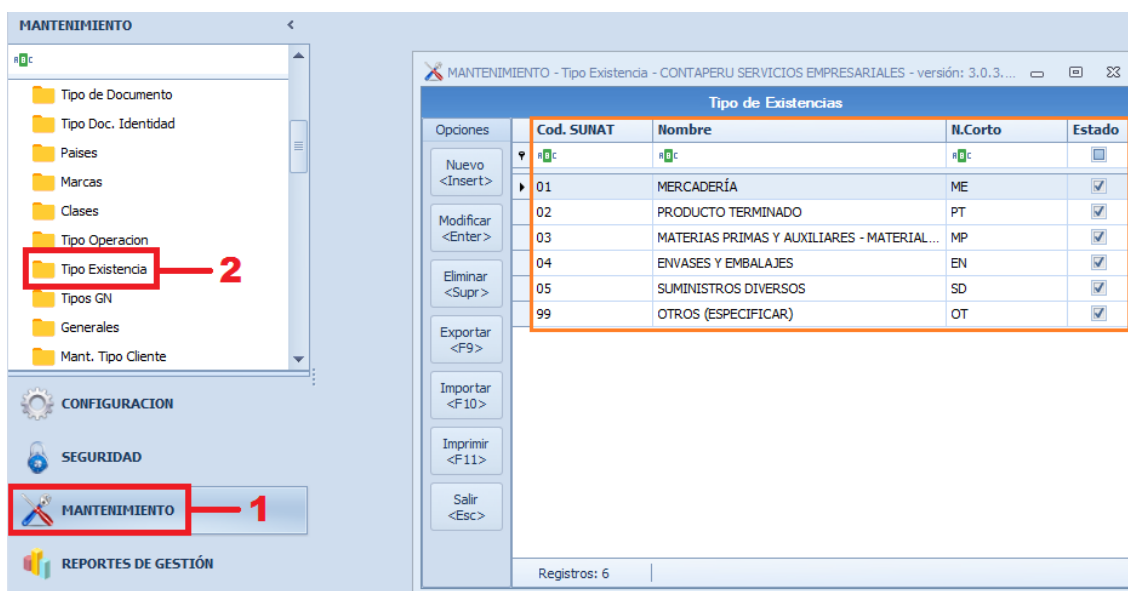 MANTENIMIENTO
ABC
Tipo de Documento
Tipo Doc. Identidad
Paises
Marcas
Clases
Tipo Operacion
Tipo Existencia
2
Tipos GN
Generales
Mant. Tipo Cliente
CONFIGURACION
SEGURIDAD
MANTENIMIENTO
1
REPORTES DE GESTIÓN
MANTENIMIENTO - Tipo Existencia - CONTAPERU SERVICIOS EMPRESARIALES - versión: 3.0.3....
Tipo de Existencias
Opciones
Nuevo
<Insert>
Modificar
<Enter>
Eliminar
<Supr>
Exportar
<F9>
Importar
<F10>
Imprimir
<F11>
Salir
<Esc>
Cod. SUNAT Nombre N.Corto Estado
ABC ABC ABC
01 MERCADERÍA ME
02 PRODUCTO TERMINADO PT
03 MATERIAS PRIMAS Y AUXILIARES - MATERIAL... MP
04 ENVASES Y EMBALAJES EN
05 SUMINISTROS DIVERSOS SD
99 OTROS (ESPECIFICAR) OT
Registros: 6